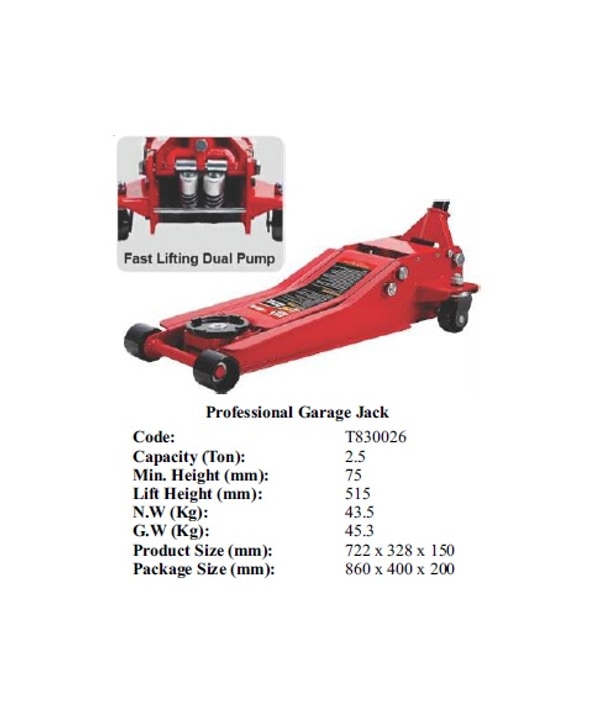 Fast Lifting Dual Pump
Professional Garage Jack
Code: T830026
Capacity (Ton): 2.5
Min. Height (mm): 75
Lift Height (mm): 515
N.W (Kg): 43.5
G.W (Kg): 45.3
Product Size (mm): 722 x 328 x 150
Package Size (mm): 860 x 400 x 200